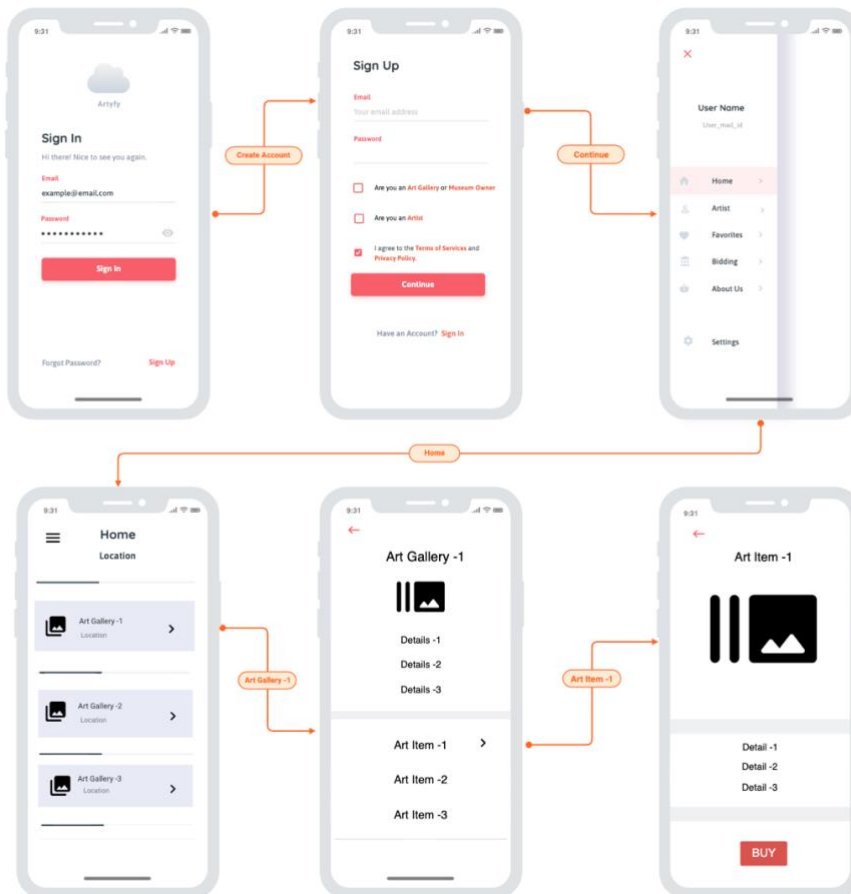 9:31
Artyfy
Sign In
Hi there! Nice to see you again.
Email
example@email.com
Password
Sign In
Forgot Password?
Sign Up
Create Account
9:31
Sign Up
Email
Your email address
Password
Are you an Art Gallery or Museum Owner
Are you an Artist
I agree to the Terms of Services and
Privacy Policy.
Continue
Have an Account? Sign In
Continue
9:31
User Name
User_mail_id
Home
Artist
Favorites
Bidding
About Us
Settings
Home
9:31
Home
Location
Art Gallery -1
Location
Art Gallery -2
Location
Art Gallery -3
Location
Art Gallery -1
9:31
Art Gallery -1
Details -1
Details -2
Details -3
Art Item -1
Art Item -2
Art Item -3
Art Item -1
9:31
Art Item -1
Detail -1
Detail -2
Detail -3
BUY